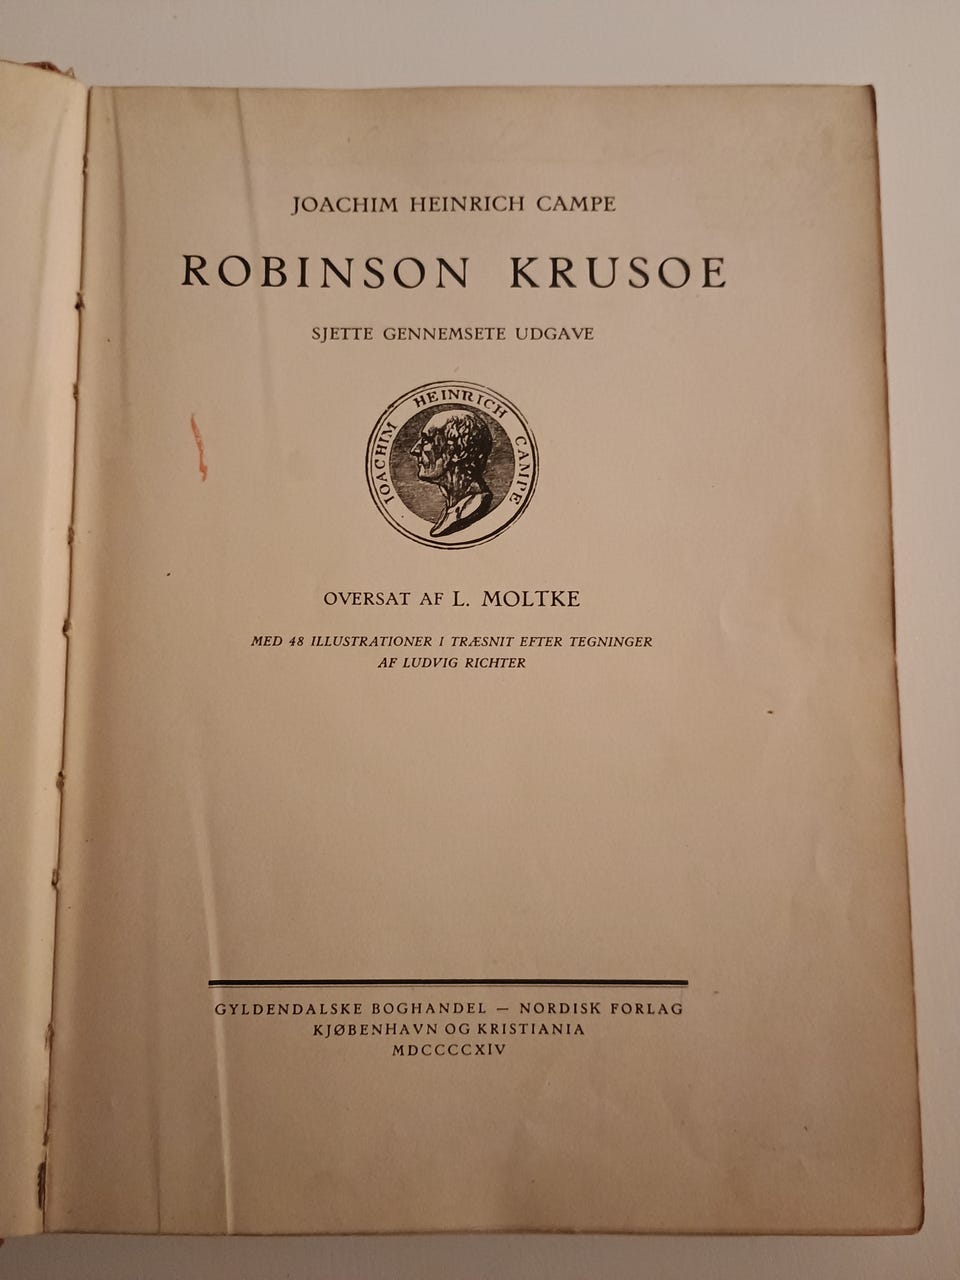 JOACHIM HEINRICH CAMPE
ROBINSON KRUSOE
SJETTE GENNEMSETE UDGAVE
JOACHIM HEINRICH CAMPE
OVERSAT AF L. MOLTKE
MED 48 ILLUSTRATIONER I TRÆSNIT EFTER TEGNINGER
AF LUDVIG RICHTER
GYLDENDALSKE BOGHANDEL — NORDISK FORLAG
KJØBENHAVN OG KRISTIANIA
MDCCCCXIV